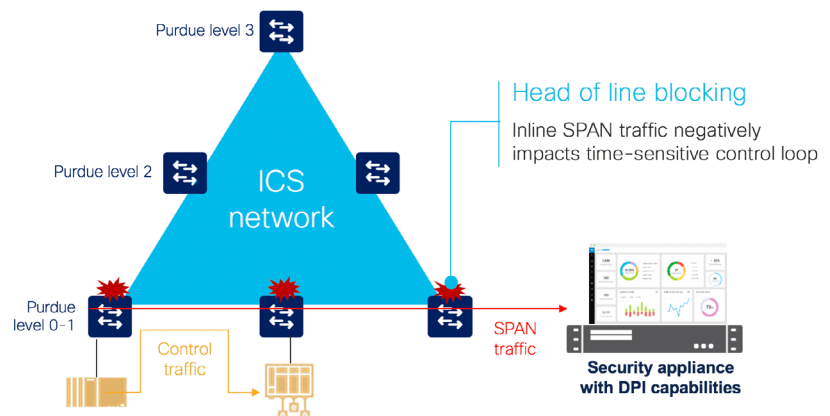 Purdue level 3
Head of line blocking
Inline SPAN traffic negatively
impacts time-sensitive control loop
Purdue level 2
ICS
network
Purdue
level 0-1
SPAN
traffic
Control
traffic
Security appliance
with DPI capabilities